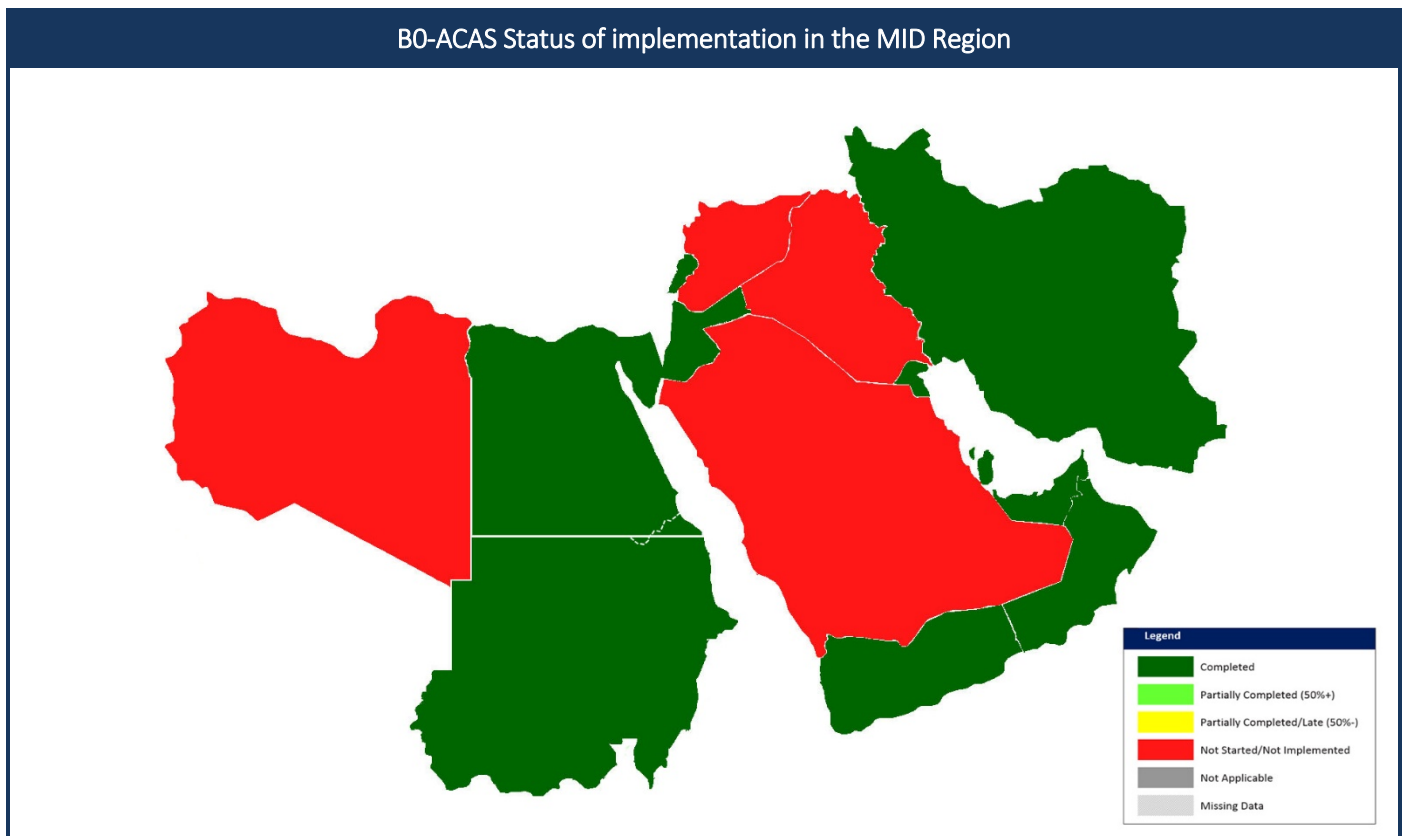 B0-ACAS Status of implementation in the MID Region
Legend
Completed
Partially Completed (50%+)
Partially Completed/Late (50%-)
Not Started/Not Implemented
Not Applicable
Missing Data